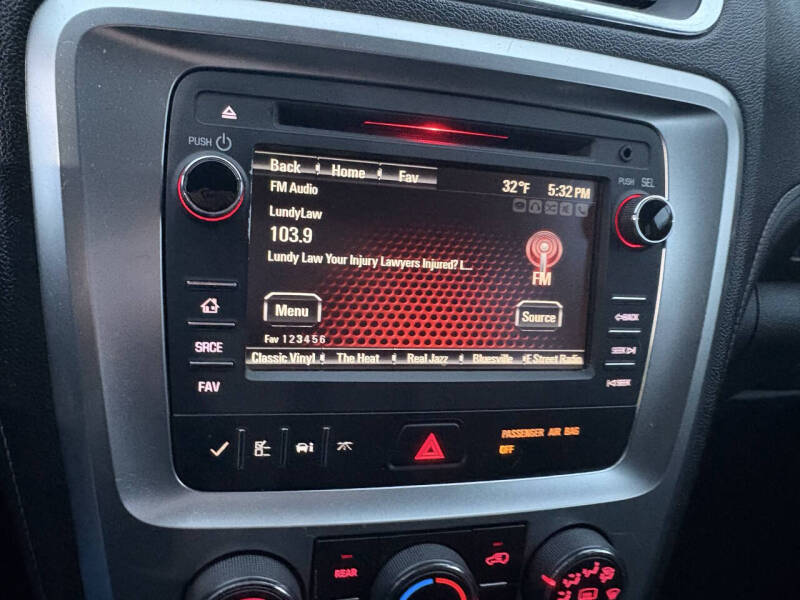 PUSH
Back Home Fav
FM Audio 32°F 5:32 PM
PUSH SEL
LundyLaw
103.9
Lundy Law Your Injury Lawyers Injured? L...
FM
Menu Source
Fav 1 2 3 4 5 6
Classic Vinyl The Heat Real Jazz Bluesville E Street Radio
BACK
SRCE SEEK
FAV SEEK
PASSENGER AIR BAG
OFF
REAR